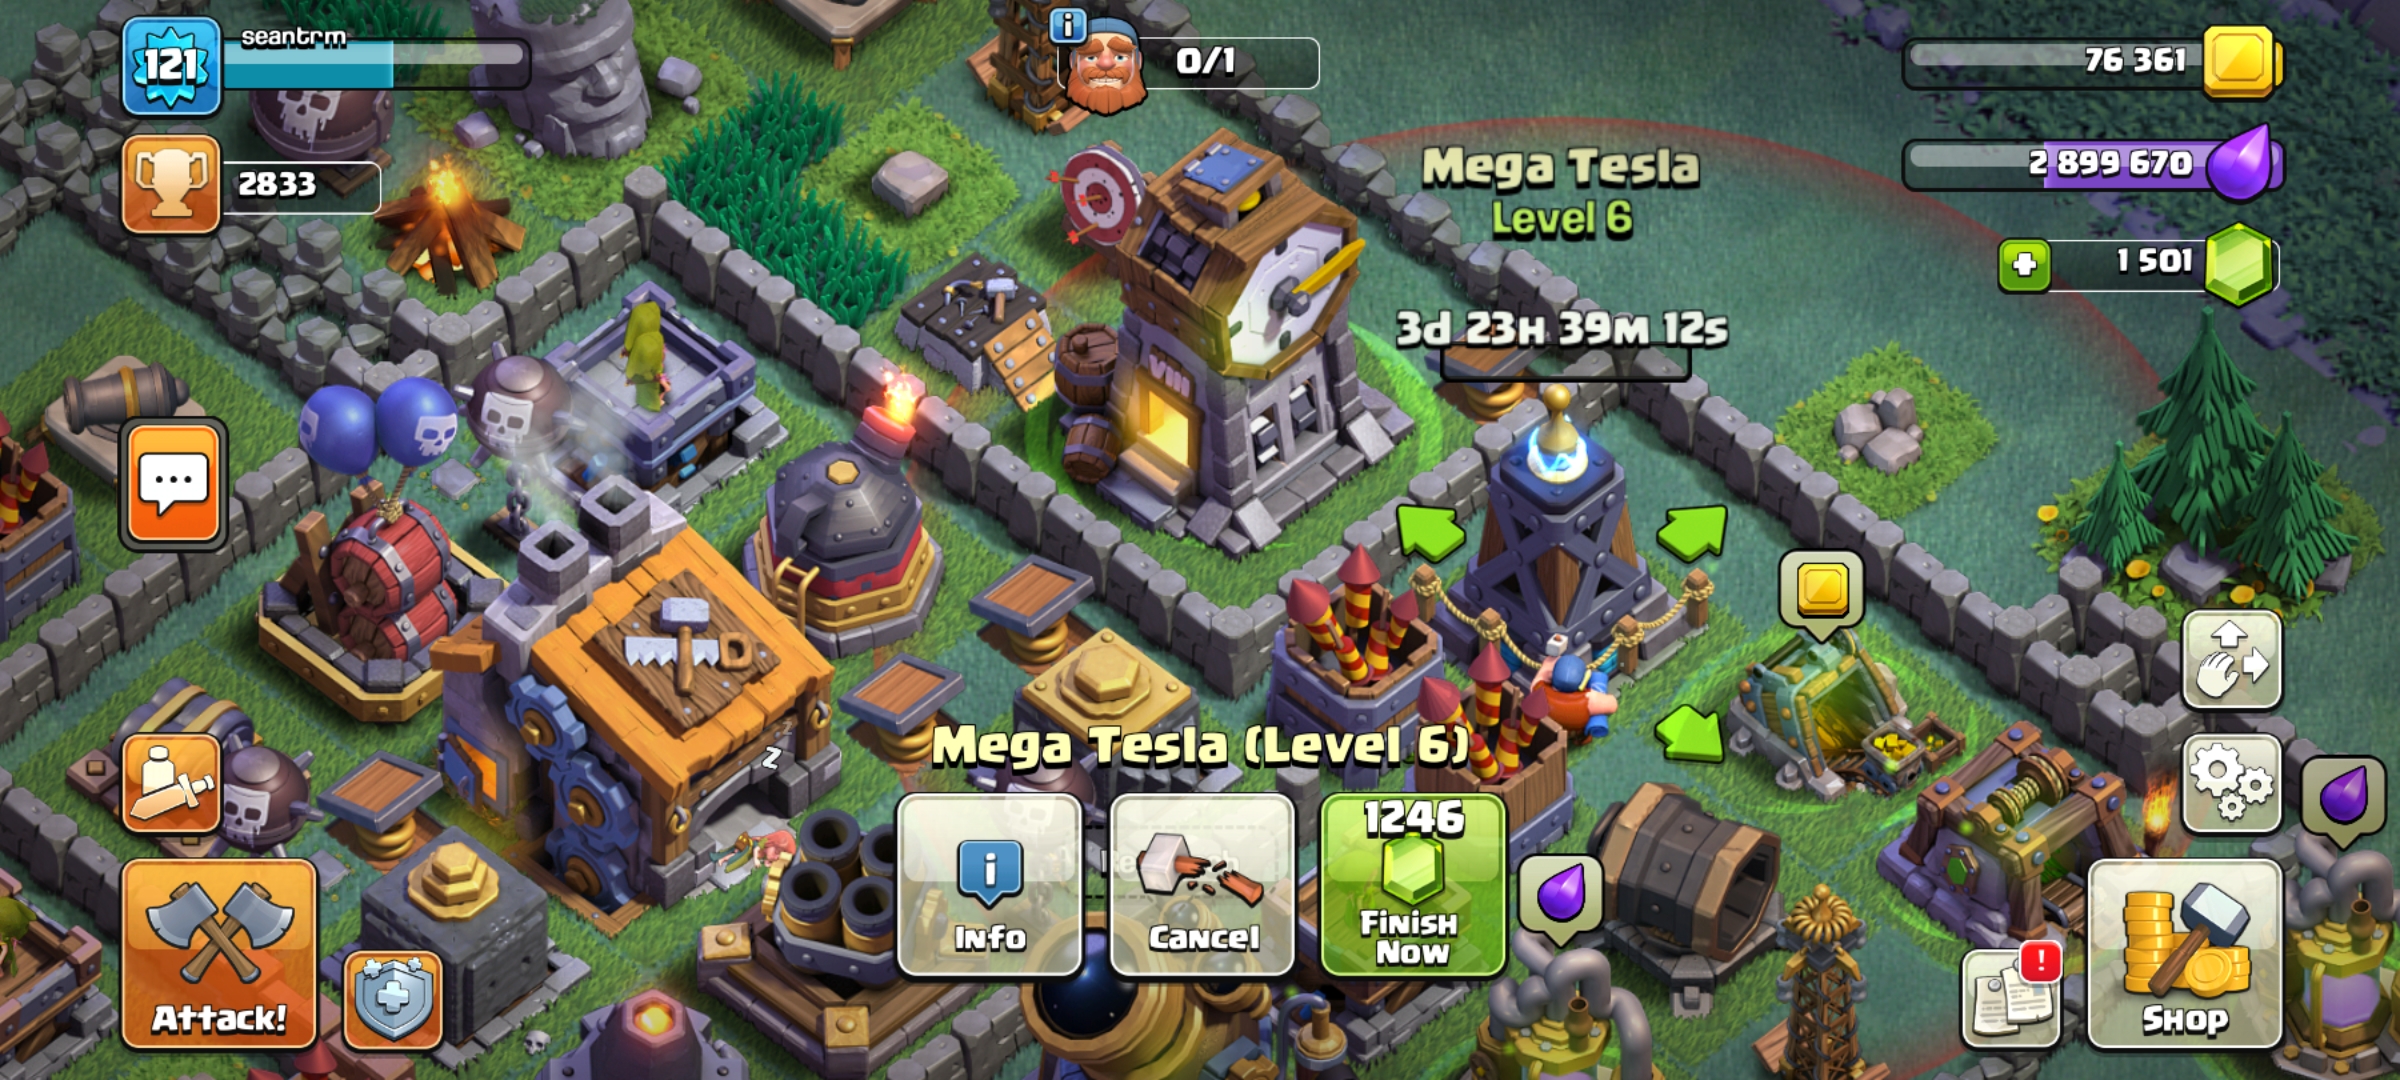 121
seantrm
0/1
76 361
2833
2 899 670
1 501
Mega Tesla
Level 6
3d 23H 39M 12s
VIII
z
Mega Tesla (Level 6)
Info
Cancel
1246
Finish
Now
Attack!
!
Shop